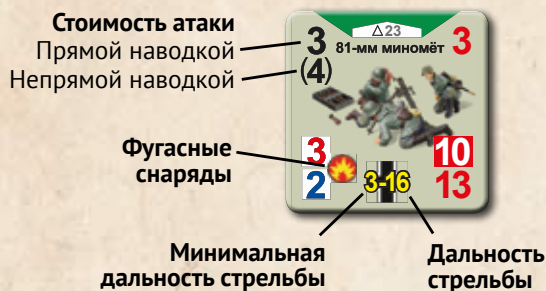 Стоимость атаки
Прямой наводкой
Непрямой наводкой
△23
3 81-мм миномёт 3
(4)
Фугасные
снаряды
3
2
3-16
10
13
Минимальная
дальность стрельбы
Дальность
стрельбы